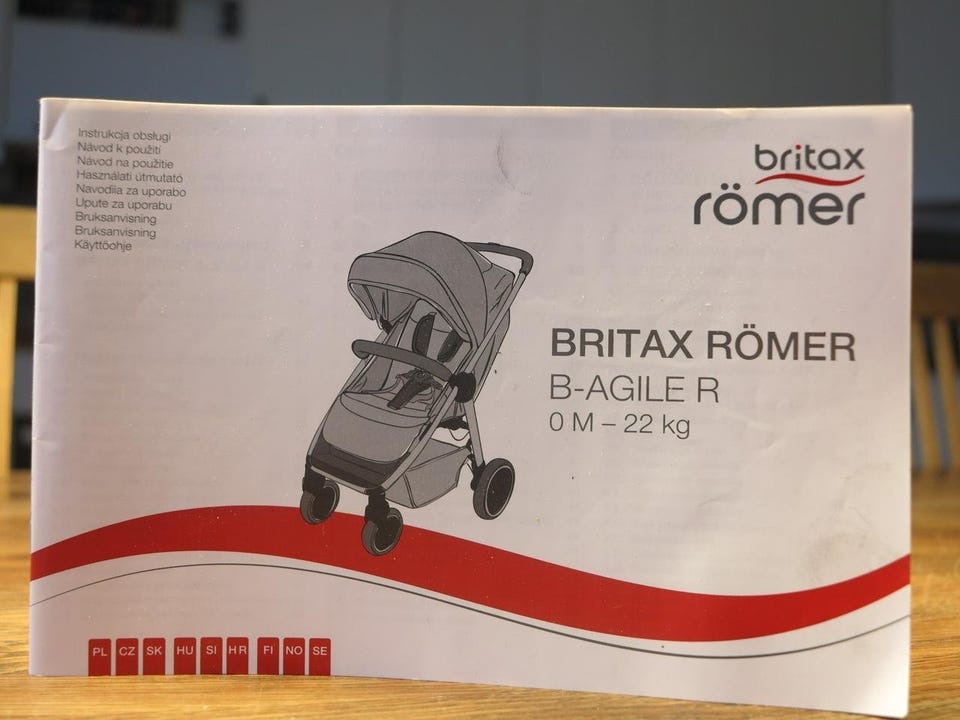 Instrukcja obsługi
Návod k použití
Návod na použitie
Használati útmutató
Navodila za uporabo
Upute za uporabu
Bruksanvisning
Bruksanvisning
Käyttöohje
britax
römer
BRITAX RÖMER
B-AGILE R
0 M – 22 kg
PL CZ SK HU SI HR FI NO SE